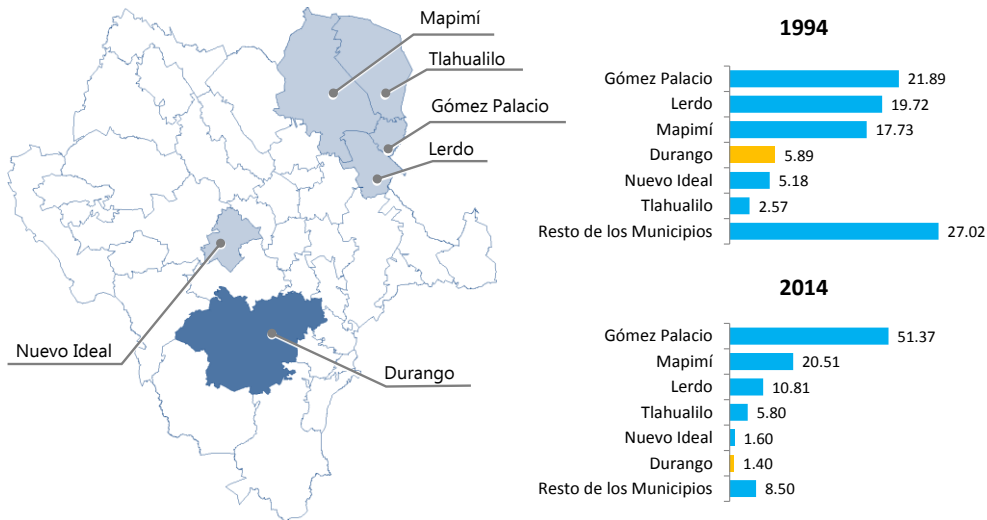 Mapimí
Tlahualilo
Gómez Palacio
Lerdo
Nuevo Ideal
Durango
1994
Gómez Palacio 21.89
Lerdo 19.72
Mapimí 17.73
Durango 5.89
Nuevo Ideal 5.18
Tlahualilo 2.57
Resto de los Municipios 27.02
2014
Gómez Palacio 51.37
Mapimí 20.51
Lerdo 10.81
Tlahualilo 5.80
Nuevo Ideal 1.60
Durango 1.40
Resto de los Municipios 8.50